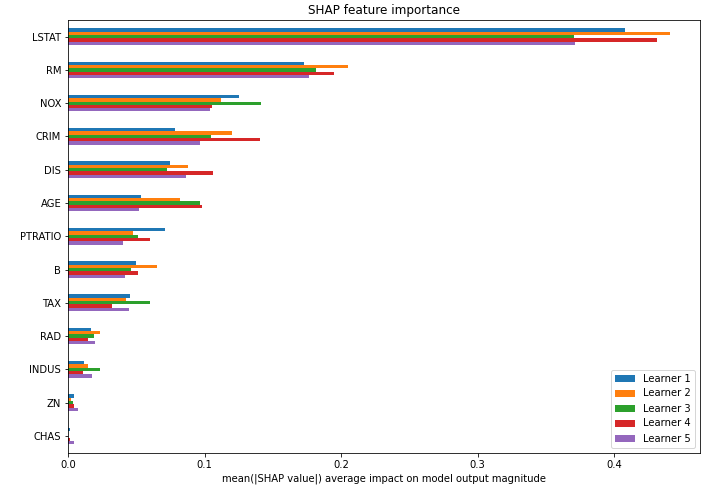 SHAP feature importance
LSTAT
RM
NOX
CRIM
DIS
AGE
PTRATIO
B
TAX
RAD
INDUS
ZN
CHAS
Learner 1
Learner 2
Learner 3
Learner 4
Learner 5
0.0 0.1 0.2 0.3 0.4
mean(|SHAP value|) average impact on model output magnitude